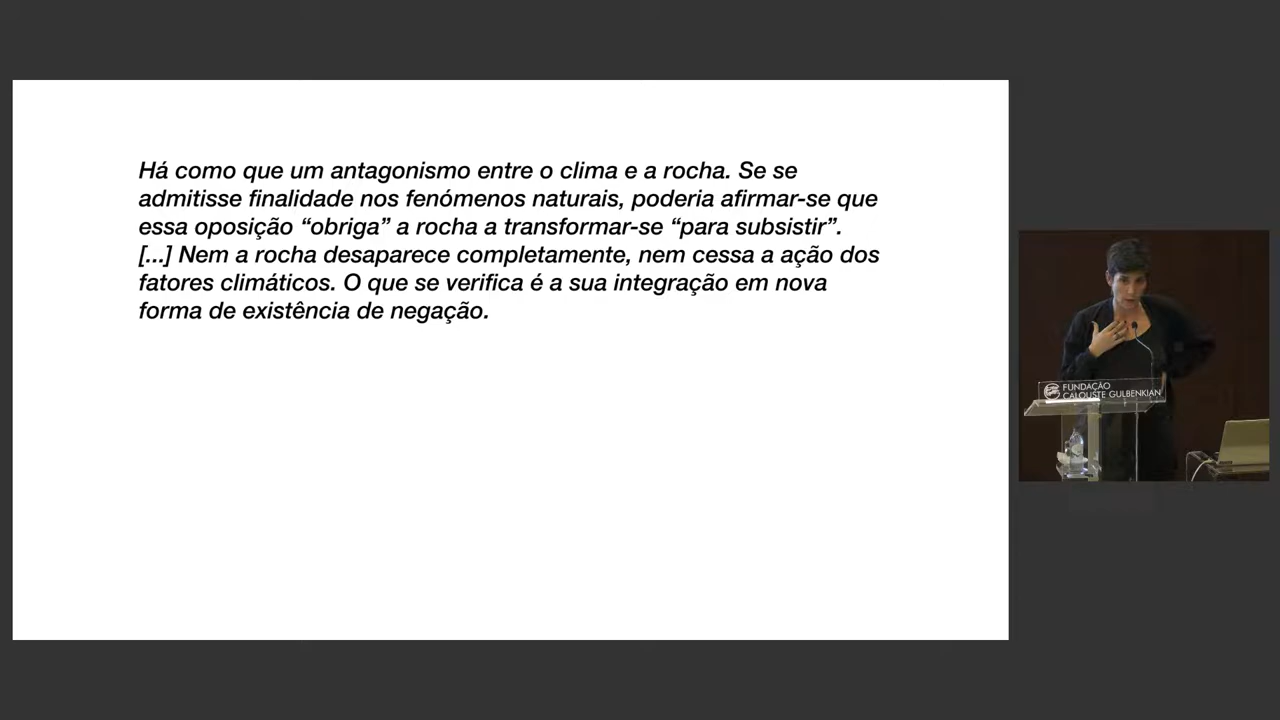 Há como que um antagonismo entre o clima e a rocha. Se se
admitisse finalidade nos fenómenos naturais, poderia afirmar-se que
essa oposição “obriga” a rocha a transformar-se “para subsistir”.
[...] Nem a rocha desaparece completamente, nem cessa a ação dos
fatores climáticos. O que se verifica é a sua integração em nova
forma de existência de negação.
FUNDAÇÃO
CALOUSTE GULBENKIAN